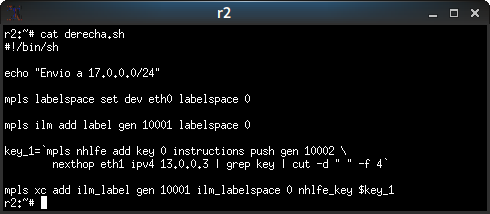 r2
r2:~# cat derecha.sh
#!/bin/sh
echo "Envio a 17.0.0.0/24"
mpls labelspace set dev eth0 labelspace 0
mpls ilm add label gen 10001 labelspace 0
key_1=`mpls nhlfe add key 0 instructions push gen 10002 \
nexthop eth1 ipv4 13.0.0.3 | grep key | cut -d " " -f 4`
mpls xc add ilm_label gen 10001 ilm_labelspace 0 nhlfe_key $key_1
r2:~#